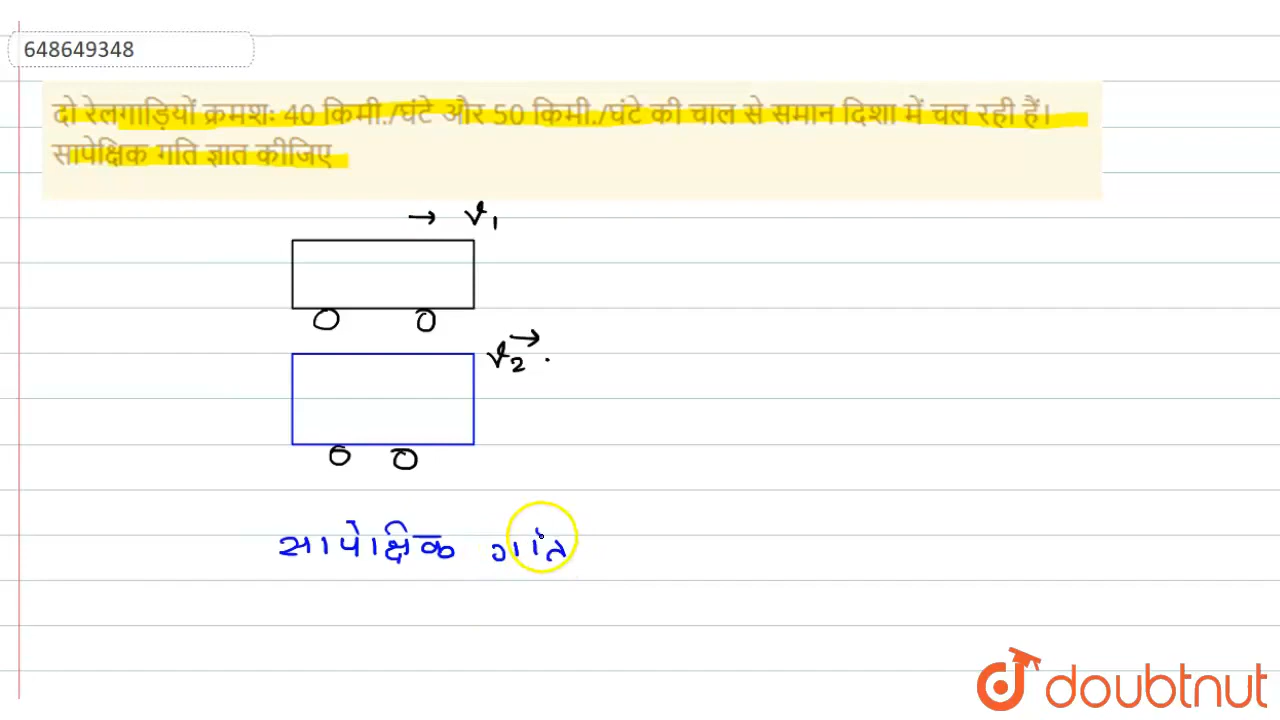 648649348
दो रेलगाड़ियों क्रमशः 40 किमी./घंटे और 50 किमी./घंटे की चाल से समान दिशा में चल रही हैं।
सापेक्षिक गति ज्ञात कीजिए
→ v₁
v₂ →
सापेक्षिक गति
doubtnut